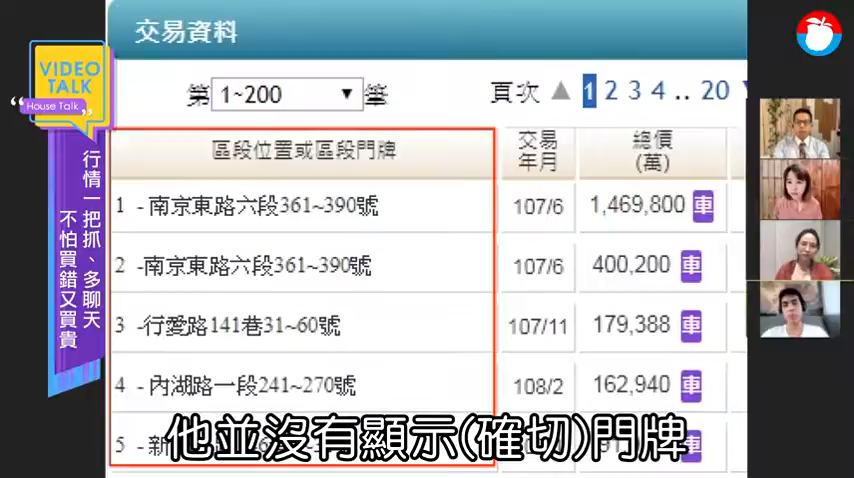 交易資料
VIDEO
TALK
House Talk
行情一把抓、多聊天
不怕買錯又買貴
第 1~200 ▼ 筆
頁次 ▲ 1 2 3 4 .. 20
區段位置或區段門牌
交易
年月
總價
(萬)
1 -南京東路六段361~390號 107/6 1,469,800 車
2 -南京東路六段361~390號 107/6 400,200 車
3 -行愛路141巷31~60號 107/11 179,388 車
4 -內湖路一段241~270號 108/2 162,940 車
5 -新 車
他並沒有顯示(確切)門牌